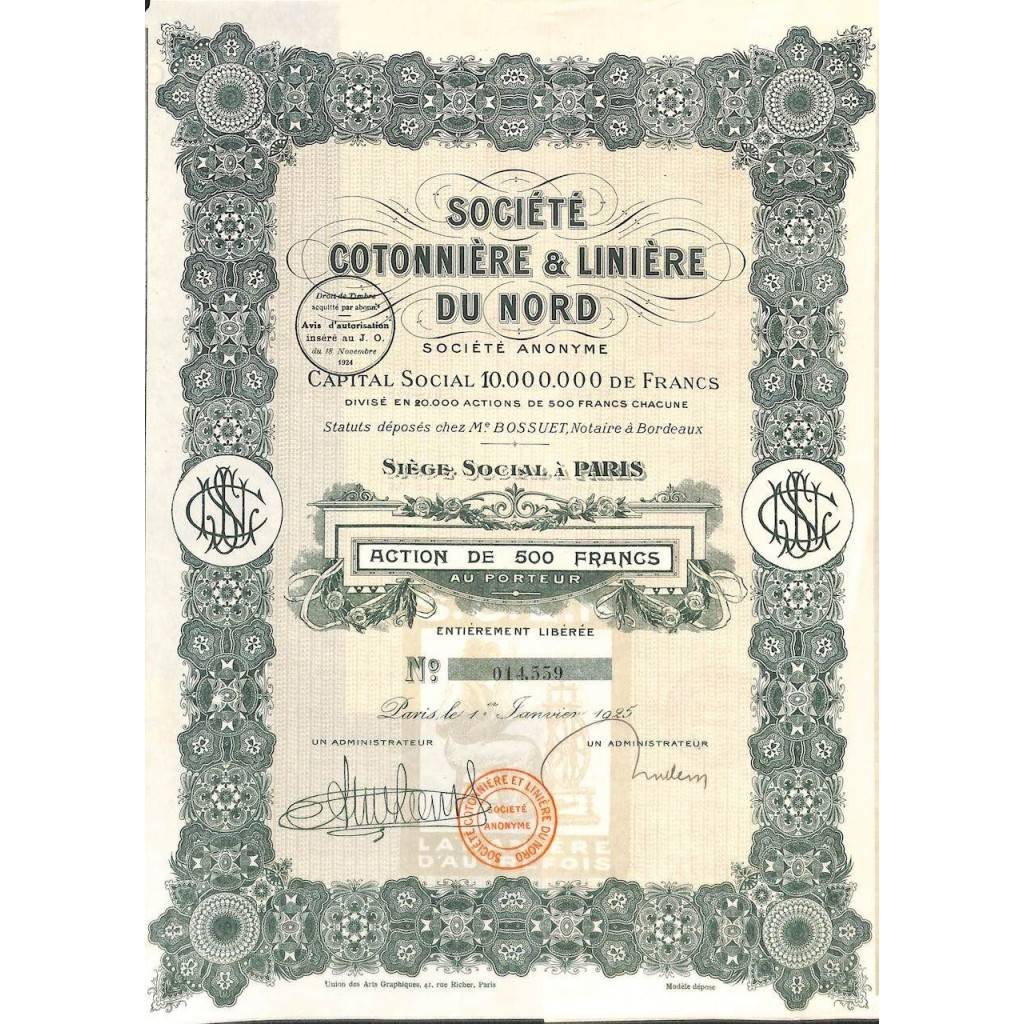 SOCIÉTÉ
COTONNIÈRE & LINIÈRE
DU NORD
SOCIÉTÉ ANONYME
Droit de Timbre
acquitté par abonnt
Avis d'autorisation
inséré au J. O.
du 18 Novembre
1924
CAPITAL SOCIAL 10.000.000 DE FRANCS
DIVISÉ EN 20.000 ACTIONS DE 500 FRANCS CHACUNE
Statuts déposés chez Me BOSSUET, Notaire à Bordeaux
SIÈGE SOCIAL À PARIS
ACTION DE 500 FRANCS
AU PORTEUR
ENTIÈREMENT LIBÉRÉE
No 014,559
Paris, le 1er Janvier 1925
UN ADMINISTRATEUR UN ADMINISTRATEUR
SOCIÉTÉ COTONNIÈRE ET LINIÈRE DU NORD
SOCIÉTÉ
ANONYME
D'AUTREFOIS
Union des Arts Graphiques, 41, rue Richer, Paris Modèle déposé